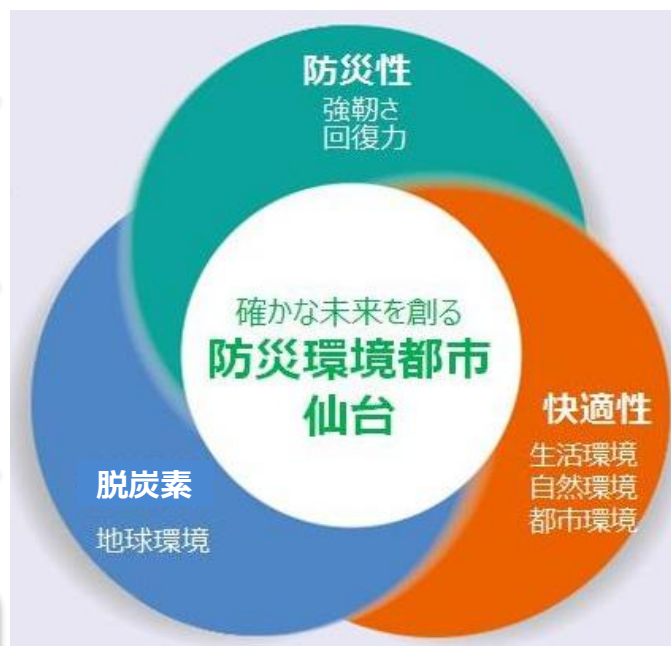 防災性
強靭さ
回復力
確かな未来を創る
防災環境都市
仙台
快適性
生活環境
自然環境
都市環境
脱炭素
地球環境